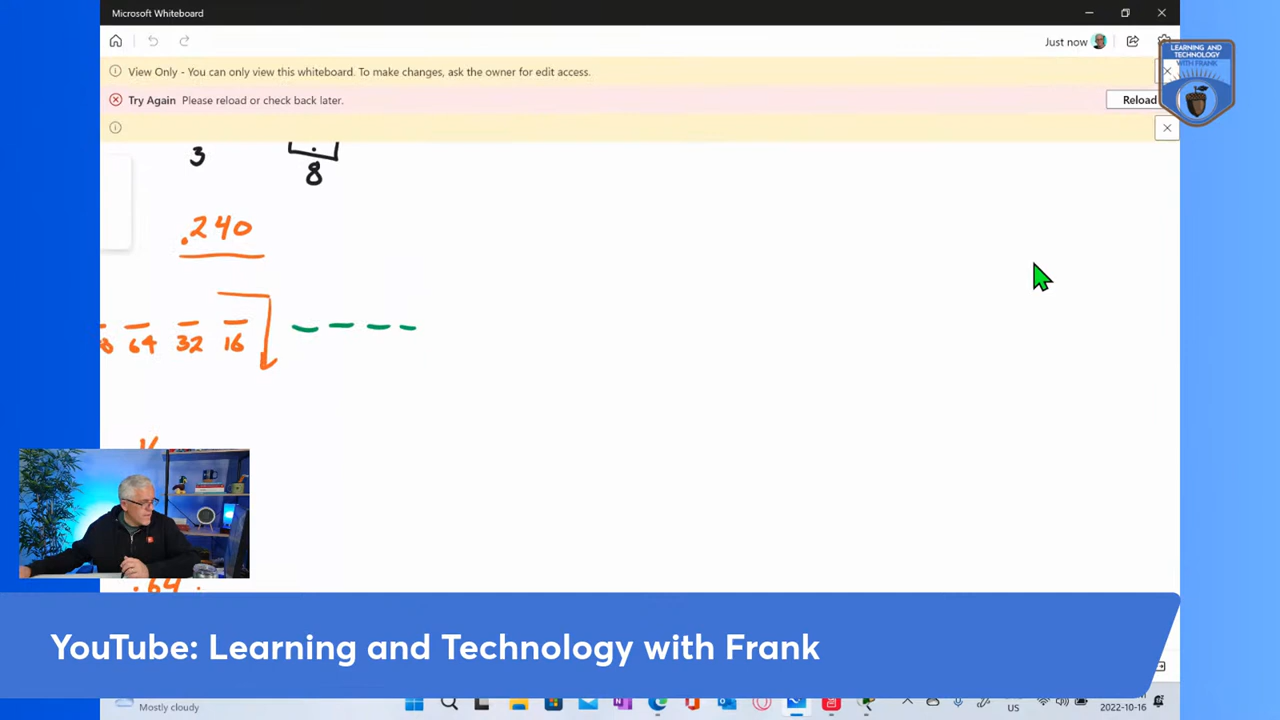 Microsoft Whiteboard
Just now
LEARNING AND
TECHNOLOGY
WITH FRANK
View Only - You can only view this whiteboard. To make changes, ask the owner for edit access.
Try Again Please reload or check back later.
Reload
3
8
.240
8 64 32 16
.64
YouTube: Learning and Technology with Frank
Mostly cloudy
US
2022-10-16